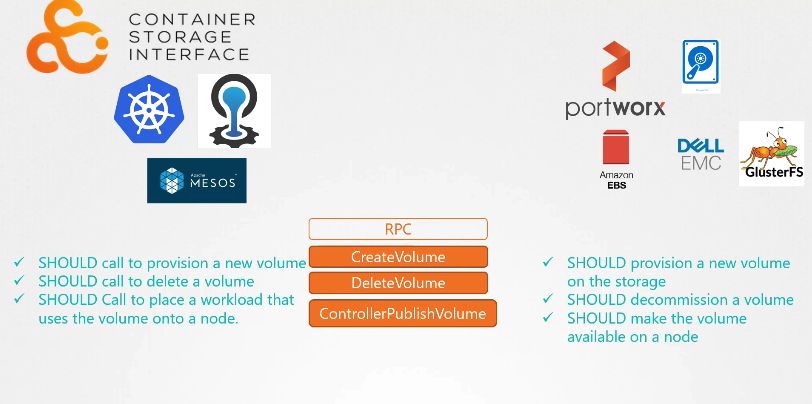 CONTAINER
STORAGE
INTERFACE
Apache
MESOS
portworx
Amazon
EBS
DELL
EMC
GlusterFS
RPC
CreateVolume
DeleteVolume
ControllerPublishVolume
✓ SHOULD call to provision a new volume
✓ SHOULD call to delete a volume
✓ SHOULD Call to place a workload that
uses the volume onto a node.
✓ SHOULD provision a new volume
on the storage
✓ SHOULD decommission a volume
✓ SHOULD make the volume
available on a node